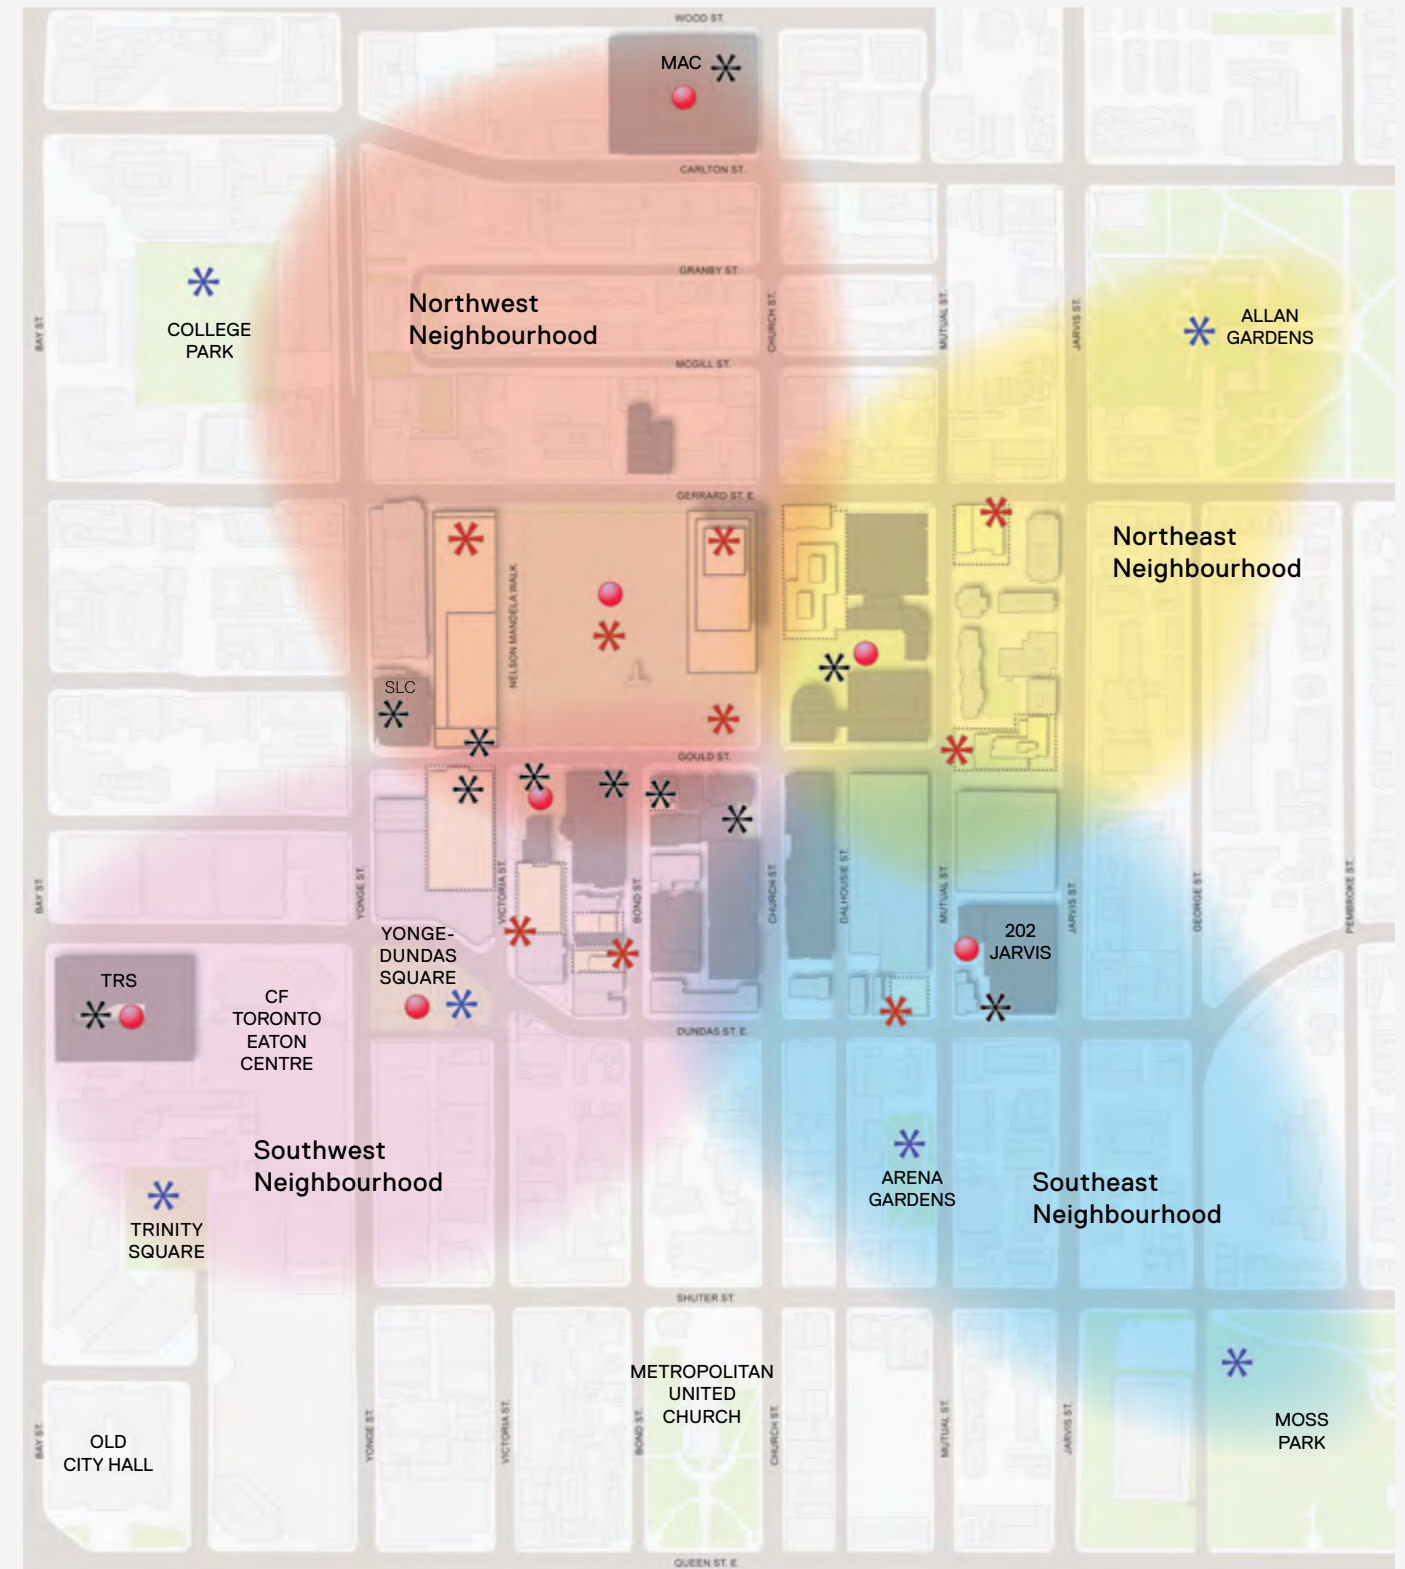 WOOD ST.
MAC
CARLTON ST.
GRANBY ST.
Northwest
Neighbourhood
COLLEGE
PARK
BAY ST.
CHURCH ST.
MUTUAL ST.
JARVIS ST.
ALLAN
GARDENS
MCGILL ST.
GERRARD ST. E.
Northeast
Neighbourhood
NELSON MANDELA WALK
SLC
GOULD ST.
BAY ST.
YONGE ST.
VICTORIA ST.
BOND ST.
CHURCH ST.
DALHOUSIE ST.
MUTUAL ST.
JARVIS ST.
GEORGE ST.
PEMBROKE ST.
YONGE-
DUNDAS
SQUARE
202
JARVIS
TRS
CF
TORONTO
EATON
CENTRE
DUNDAS ST. E.
Southwest
Neighbourhood
ARENA
GARDENS
Southeast
Neighbourhood
TRINITY
SQUARE
SHUTER ST.
METROPOLITAN
UNITED
CHURCH
MOSS
PARK
OLD
CITY HALL
BAY ST.
YONGE ST.
VICTORIA ST.
BOND ST.
CHURCH ST.
MUTUAL ST.
JARVIS ST.
QUEEN ST. E.